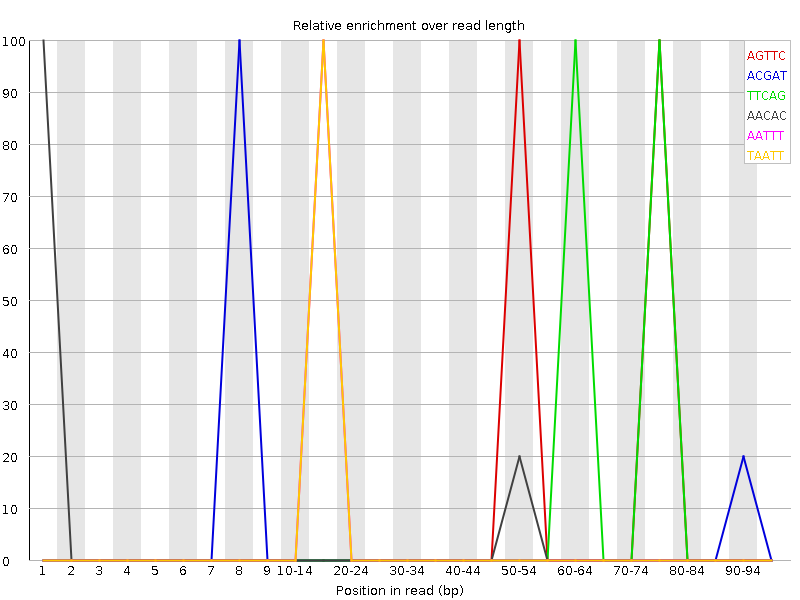 Relative enrichment over read length
100
90
80
70
60
50
40
30
20
10
0
AGTTC
ACGAT
TTCAG
AACAC
AATTT
TAATT
1 2 3 4 5 6 7 8 9 10-14 20-24 30-34 40-44 50-54 60-64 70-74 80-84 90-94
Position in read (bp)